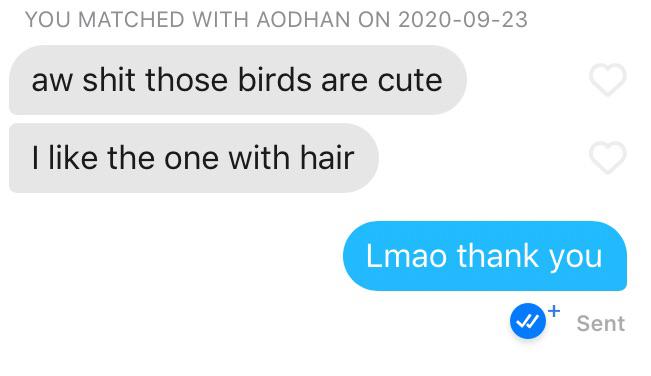 YOU MATCHED WITH AODHAN ON 2020-09-23
aw shit those birds are cute
I like the one with hair
Lmao thank you
Sent